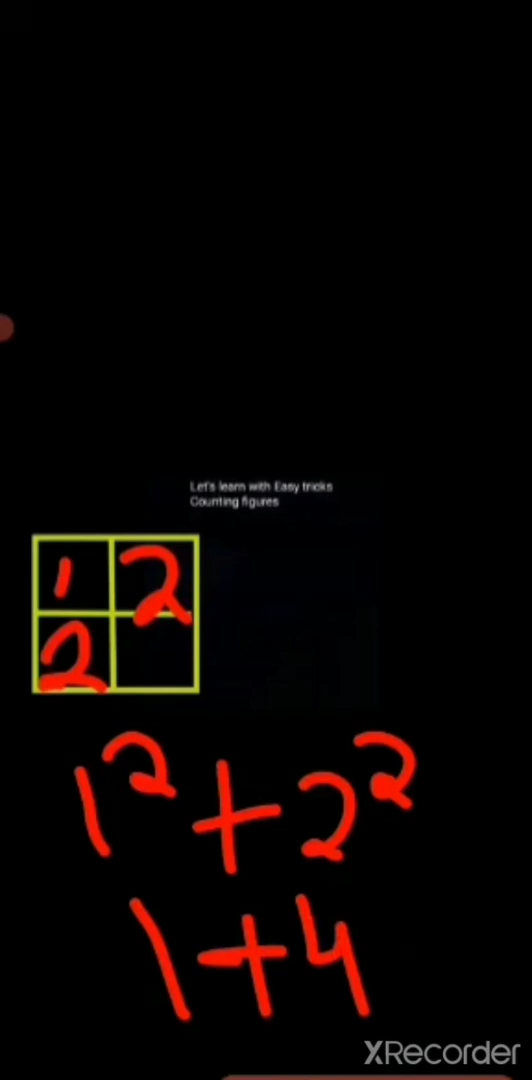 Let's learn with Easy tricks
Counting figures
1 2
2
1² + 2²
1 + 4
XRecorder